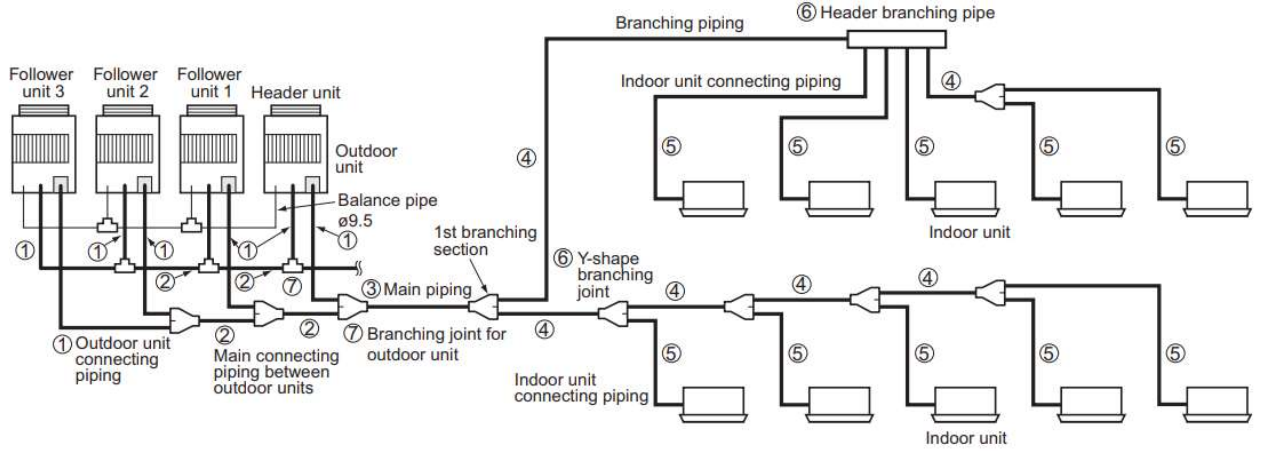 ⑥ Header branching pipe
Branching piping
Follower unit 3
Follower unit 2
Follower unit 1
Header unit
Indoor unit connecting piping
④
Outdoor unit
⑤ ⑤ ⑤ ⑤ ⑤
④
Balance pipe
ø9.5
Indoor unit
① ① ① ① ①
1st branching section
② ② ⑦
⑥ Y-shape branching joint
③ Main piping
④ ④ ④
④
② ②
⑦ Branching joint for outdoor unit
① Outdoor unit connecting piping
Main connecting piping between outdoor units
⑤ ⑤ ⑤ ⑤ ⑤
Indoor unit connecting piping
Indoor unit